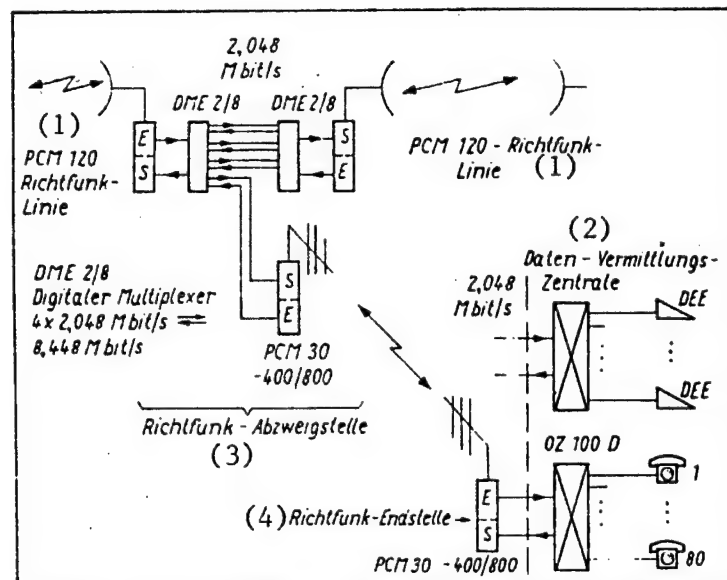 2,048
Mbit/s
DME 2/8
DME 2/8
(1)
E
S
S
E
PCM 120
Richtfunk-
Linie
PCM 120 - Richtfunk-
Linie (1)
(2)
Daten-Vermittlungs-
Zentrale
2,048
Mbit/s
DEE
DEE
DME 2/8
Digitaler Multiplexer
4 x 2,048 Mbit/s
8,448 Mbit/s
S
E
PCM 30
-400/800
Richtfunk-Abzweigstelle
(3)
OZ 100 D
1
80
(4) Richtfunk-Endstelle
E
S
PCM30 -400/800